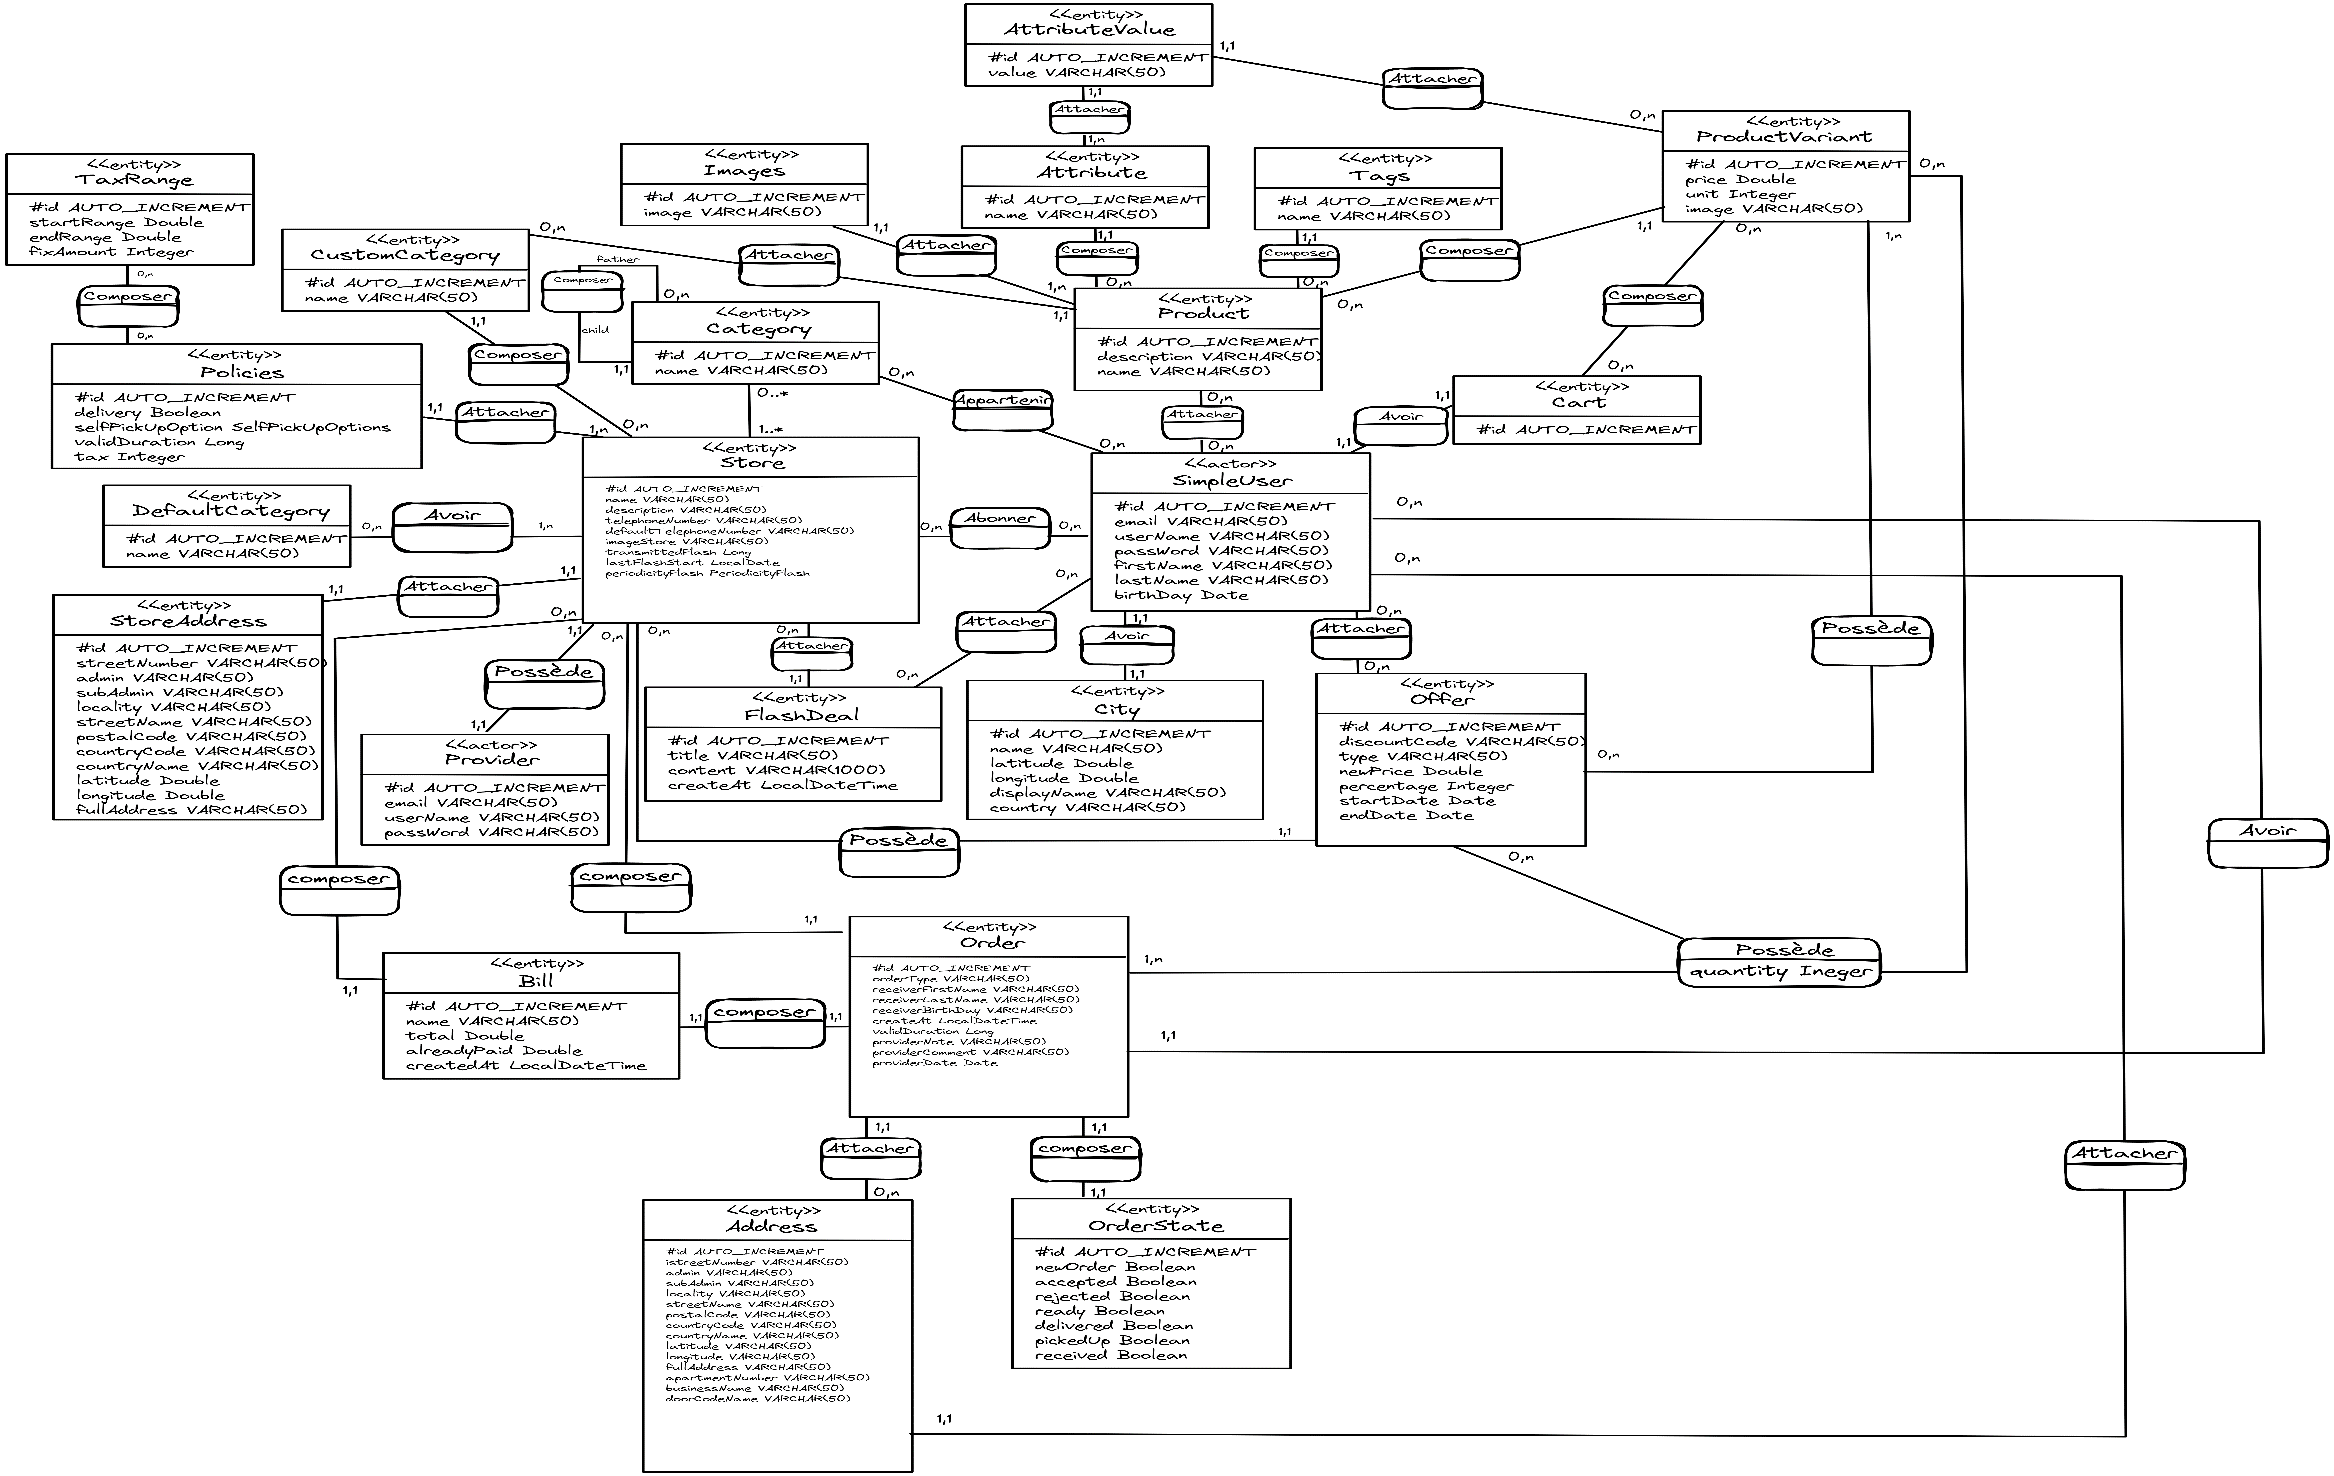 <<entity>>
AttributeValue
#id AUTO_INCREMENT
value VARCHAR(50)
1,1
Attacher
0,n
1,1
Attacher
1,n
<<entity>>
ProductVariant
#id AUTO_INCREMENT
price Double
unit Integer
image VARCHAR(50)
0,n
1,1
0,n
1,n
<<entity>>
TaxRange
#id AUTO_INCREMENT
startRange Double
endRange Double
fixAmount Integer
0,n
Composer
0,n
<<entity>>
Images
#id AUTO_INCREMENT
image VARCHAR(50)
1,1
Attacher
1,n
<<entity>>
Attribute
#id AUTO_INCREMENT
name VARCHAR(50)
1,1
Composer
0,n
<<entity>>
Tags
#id AUTO_INCREMENT
name VARCHAR(50)
1,1
Composer
0,n
Composer
0,n
<<entity>>
CustomCategory
#id AUTO_INCREMENT
name VARCHAR(50)
0,n
Attacher
1,1
1,1
Composer
0,n
father
Composer
child
0,n
1,1
<<entity>>
Category
#id AUTO_INCREMENT
name VARCHAR(50)
0..*
1..*
0,n
Appartenir
0,n
<<entity>>
Product
#id AUTO_INCREMENT
description VARCHAR(50)
name VARCHAR(50)
0,n
Attacher
0,n
Composer
0,n
<<entity>>
Cart
#id AUTO_INCREMENT
1,1
Avoir
1,1
<<entity>>
Policies
#id AUTO_INCREMENT
delivery Boolean
selfPickUpOption SelfPickUpOptions
validDuration Long
tax Integer
1,1
Attacher
1,n
<<entity>>
Store
#id AUTO_INCREMENT
name VARCHAR(50)
description VARCHAR(50)
telephoneNumber VARCHAR(50)
defaultTelephoneNumber VARCHAR(50)
imageStore VARCHAR(50)
transmittedFlash Long
lastFlashStart LocalDate
periodicityFlash PeriodicityFlash
<<actor>>
SimpleUser
#id AUTO_INCREMENT
email VARCHAR(50)
userName VARCHAR(50)
passWord VARCHAR(50)
firstName VARCHAR(50)
lastName VARCHAR(50)
birthDay Date
0,n
Abonner
0,n
<<entity>>
DefaultCategory
#id AUTO_INCREMENT
name VARCHAR(50)
0,n
Avoir
1,n
1,1
Attacher
1,1
<<entity>>
StoreAddress
#id AUTO_INCREMENT
streetNumber VARCHAR(50)
admin VARCHAR(50)
subAdmin VARCHAR(50)
locality VARCHAR(50)
streetName VARCHAR(50)
postalCode VARCHAR(50)
countryCode VARCHAR(50)
countryName VARCHAR(50)
latitude Double
longitude Double
fullAddress VARCHAR(50)
0,n
1,1
0,n
0,n
0,n
Possède
1,1
Attacher
1,1
0,n
Attacher
0,n
1,1
Avoir
1,1
0,n
Attacher
0,n
0,n
0,n
Possède
<<actor>>
Provider
#id AUTO_INCREMENT
email VARCHAR(50)
userName VARCHAR(50)
passWord VARCHAR(50)
<<entity>>
FlashDeal
#id AUTO_INCREMENT
title VARCHAR(50)
content VARCHAR(1000)
createAt LocalDateTime
<<entity>>
City
#id AUTO_INCREMENT
name VARCHAR(50)
latitude Double
longitude Double
displayName VARCHAR(50)
country VARCHAR(50)
<<entity>>
Offer
#id AUTO_INCREMENT
discountCode VARCHAR(50)
type VARCHAR(50)
newPrice Double
percentage Integer
startDate Date
endDate Date
0,n
0,n
Possède
1,1
Avoir
composer
composer
1,1
1,1
Possède
quantity Ineger
<<entity>>
Bill
#id AUTO_INCREMENT
name VARCHAR(50)
total Double
alreadyPaid Double
createdAt LocalDateTime
1,1
composer
1,1
<<entity>>
Order
#id AUTO_INCREMENT
orderType VARCHAR(50)
receiverFirstName VARCHAR(50)
receiverLastName VARCHAR(50)
receiverBirthDay VARCHAR(50)
createAt LocalDateTime
validDuration Long
providerNote VARCHAR(50)
providerComment VARCHAR(50)
providerDate Date
1,n
1,1
1,1
Attacher
0,n
1,1
composer
1,1
Attacher
<<entity>>
Address
#id AUTO_INCREMENT
istreetNumber VARCHAR(50)
admin VARCHAR(50)
subAdmin VARCHAR(50)
locality VARCHAR(50)
streetName VARCHAR(50)
postalCode VARCHAR(50)
countryCode VARCHAR(50)
countryName VARCHAR(50)
latitude VARCHAR(50)
longitude VARCHAR(50)
fullAddress VARCHAR(50)
apartmentNumber VARCHAR(50)
businessName VARCHAR(50)
doorCodeName VARCHAR(50)
1,1
<<entity>>
OrderState
#id AUTO_INCREMENT
newOrder Boolean
accepted Boolean
rejected Boolean
ready Boolean
delivered Boolean
pickedUp Boolean
received Boolean